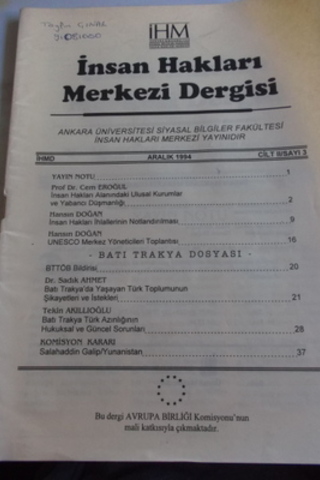 İHM
İnsan Hakları
Merkezi Dergisi
ANKARA ÜNİVERSİTESİ SİYASAL BİLGİLER FAKÜLTESİ
İNSAN HAKLARI MERKEZİ YAYINIDIR
İHMD ARALIK 1994 CİLT II/SAYI 3
YAYIN NOTU 1
Prof Dr. Cem EROĞUL
İnsan Hakları Alanındaki Ulusal Kurumlar
ve Yabancı Düşmanlığı 2
Hansın DOĞAN
İnsan Hakları İhlallerinin Notlandırılması 9
Hansın DOĞAN
UNESCO Merkez Yöneticileri Toplantısı 16
- BATI TRAKYA DOSYASI -
BTTÖB Bildirisi 20
Dr. Sadık AHMET
Batı Trakya'da Yaşayan Türk Toplumunun
Şikayetleri ve İstekleri 21
Tekin AKILLIOĞLU
Batı Trakya Türk Azınlığının
Hukuksal ve Güncel Sorunları 28
KOMİSYON KARARI
Salahaddin Galip/Yunanistan 37
Bu dergi AVRUPA BİRLİĞİ Komisyonu'nun
mali katkısıyla çıkmaktadır.